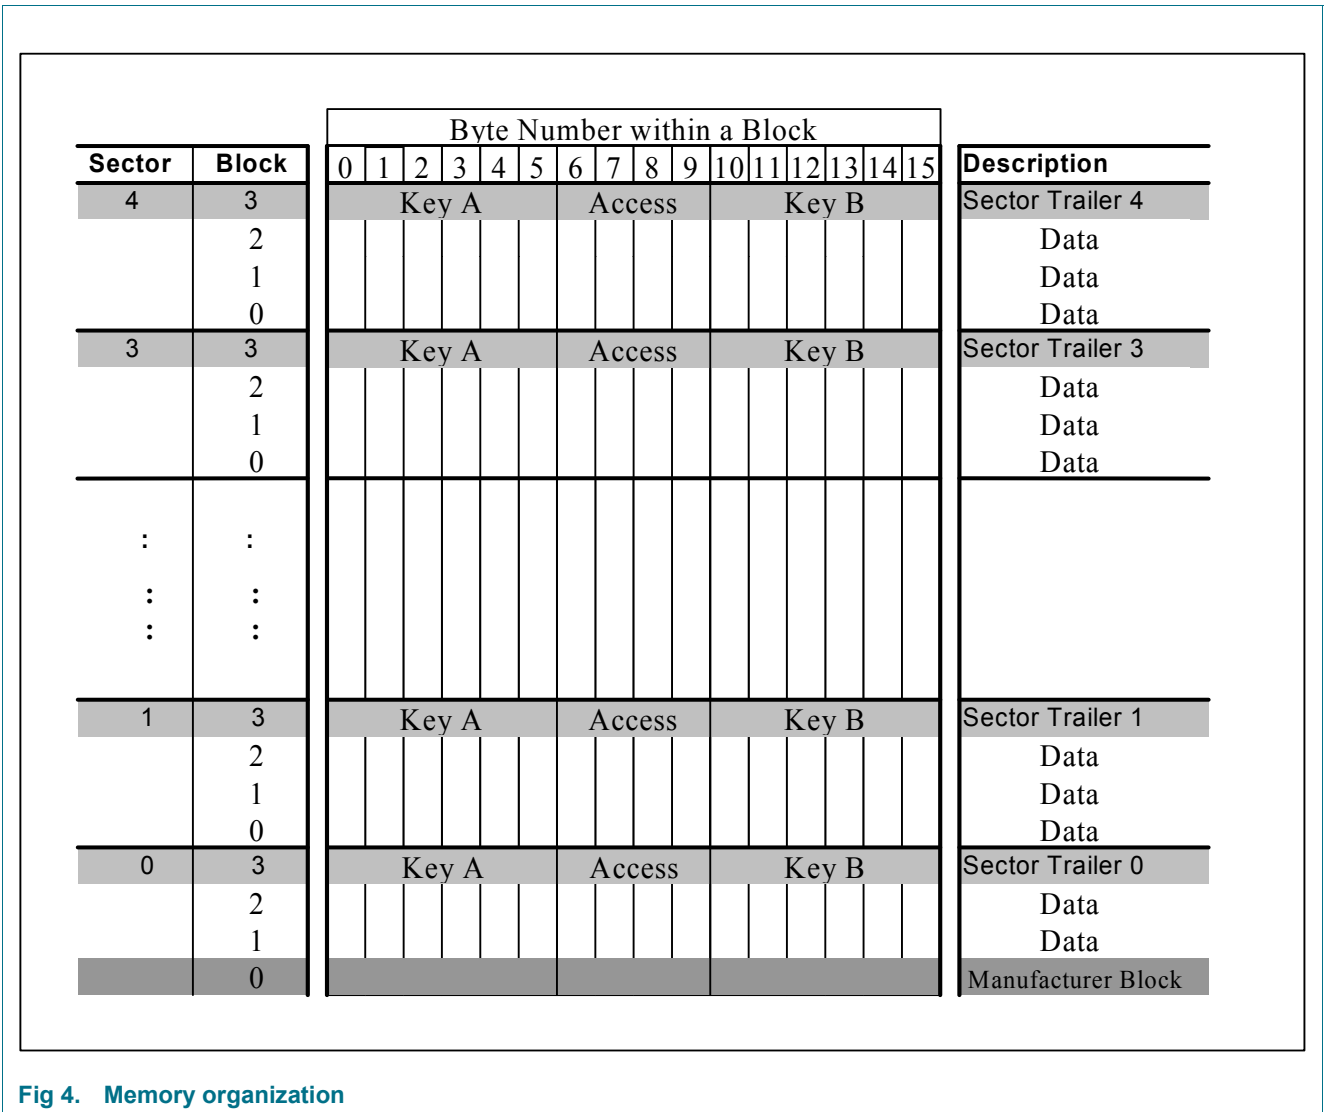 Byte Number within a Block
Sector Block 0 1 2 3 4 5 6 7 8 9 10 11 12 13 14 15 Description
4 3 Key A Access Key B Sector Trailer 4
2 Data
1 Data
0 Data
3 3 Key A Access Key B Sector Trailer 3
2 Data
1 Data
0 Data
: :
: :
: :
1 3 Key A Access Key B Sector Trailer 1
2 Data
1 Data
0 Data
0 3 Key A Access Key B Sector Trailer 0
2 Data
1 Data
0 Manufacturer Block
Fig 4. Memory organization